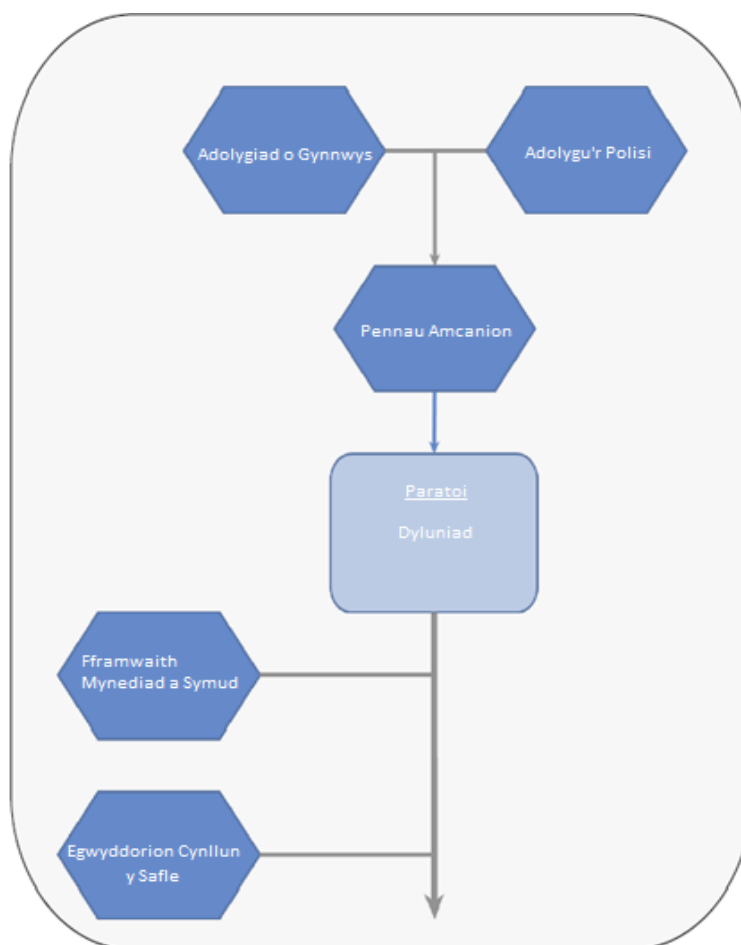 Adolygiad o Gynnwys
Adolygu'r Polisi
Pennau Amcanion
Paratoi
Dyluniad
Fframwaith
Mynediad a Symud
Egwyddorion Cynllun
y Safle